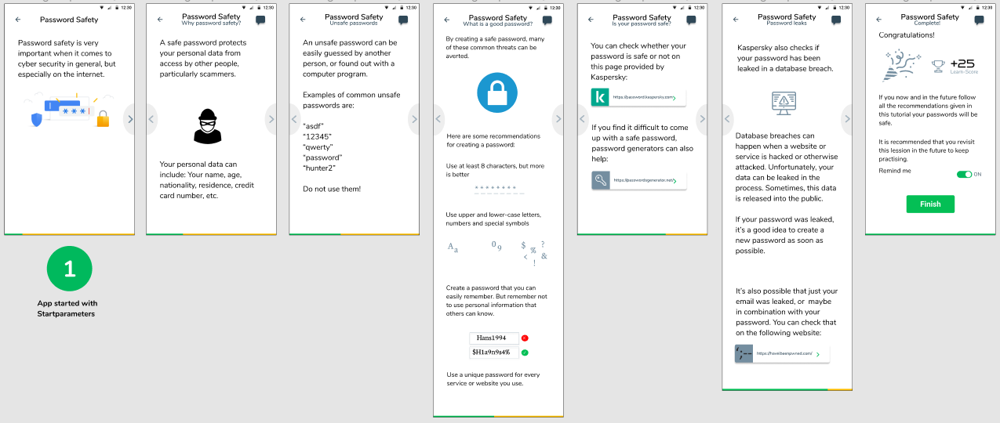 12:30
Password Safety
Password safety is very
important when it comes to
cyber security in general, but
especially on the internet.
***
1
App started with
Startparameters
12:30
Password Safety
Why password safety?
A safe password protects
your personal data from
access by other people,
particularly scammers.
Your personal data can
include: Your name, age,
nationality, residence, credit
card number, etc.
12:30
Password Safety
Unsafe passwords
An unsafe password can be
easily guessed by another
person, or found out with a
computer program.
Examples of common unsafe
passwords are:
“asdf”
“12345”
“qwerty”
“password”
“hunter2”
Do not use them!
12:30
Password Safety
What is a good password?
By creating a safe password, many
of these common threats can be
averted.
Here are some recommendations
for creating a password:
Use at least 8 characters, but more
is better
* * * * * * * *
Use upper and lower-case letters,
numbers and special symbols
A a 0 9 $ % ? < & !
Create a password that you can
easily remember. But remember not
to use personal information that
others can know.
Hans1994
$H1a9n9s4%
Use a unique password for every
service or website you use.
12:30
Password Safety
Is your password safe?
You can check whether your
password is safe or not on
this page provided by
Kaspersky:
k https://password.kaspersky.com/
If you find it difficult to come
up with a safe password,
password generators can also
help:
https://passwordsgenerator.net/
12:30
Password Safety
Password leaks
Kaspersky also checks if
your password has been
leaked in a database breach.
Database breaches can
happen when a website or
service is hacked or otherwise
attacked. Unfortunately, your
data can be leaked in the
process. Sometimes, this data
is released into the public.
If your password was leaked,
it’s a good idea to create a
new password as soon as
possible.
It’s also possible that just your
email was leaked, or maybe
in combination with your
password. You can check that
on the following website:
';-- https://haveibeenpwned.com/
12:30
Password Safety
Complete!
Congratulations!
+25
Learn-Score
If you now and in the future follow
all the recommendations given in
this tutorial your passwords will be
safe.
It is recommended that you revisit
this lession in the future to keep
practising.
Remind me
ON
Finish